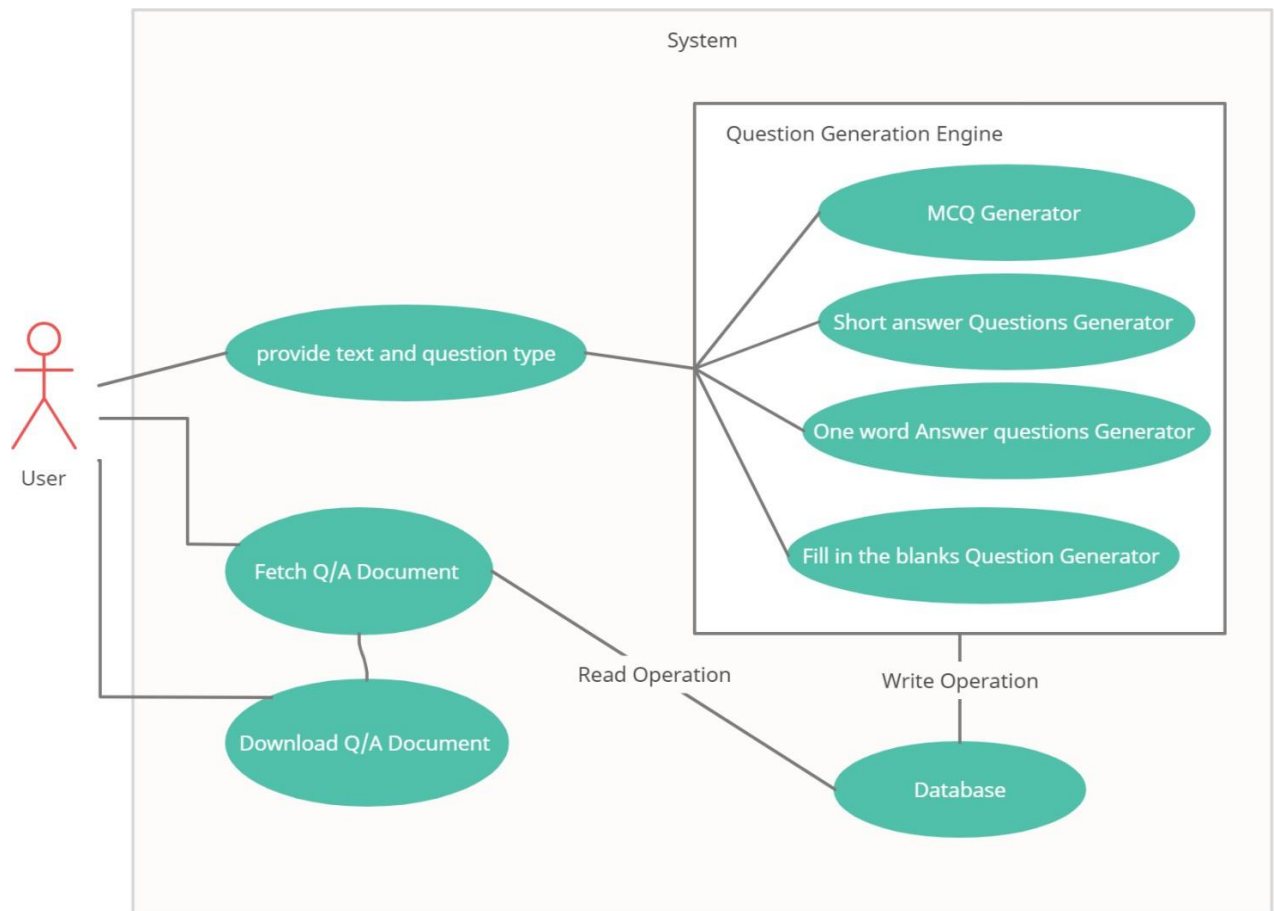 System
Question Generation Engine
MCQ Generator
Short answer Questions Generator
provide text and question type
One word Answer questions Generator
User
Fill in the blanks Question Generator
Fetch Q/A Document
Read Operation
Write Operation
Download Q/A Document
Database